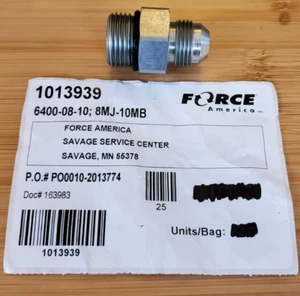 1013939
FORCE
America
6400-08-10; 8MJ-10MB
FORCE AMERICA
SAVAGE SERVICE CENTER
SAVAGE, MN 55378
P.O.# PO0010-2013774
Doc# 163983
25
Units/Bag:
1013939